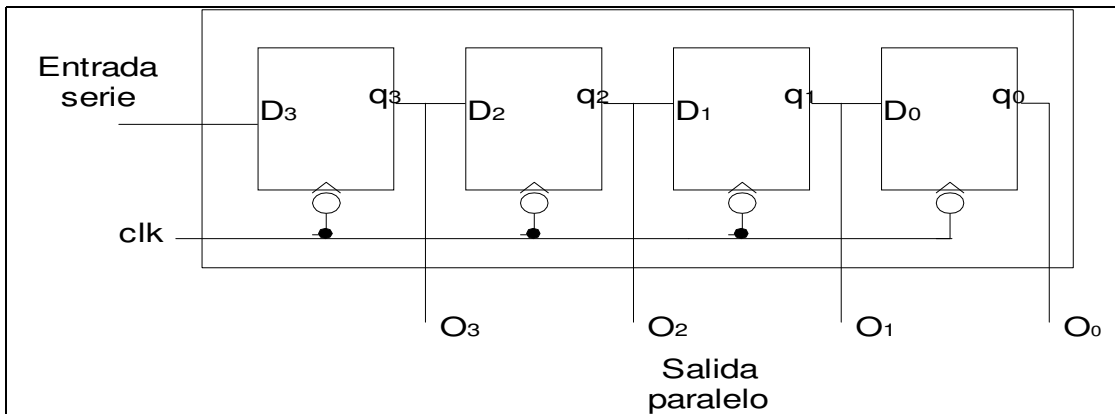 Entrada
serie
D3
q3
D2
q2
D1
q1
D0
q0
clk
O3
O2
O1
O0
Salida
paralelo